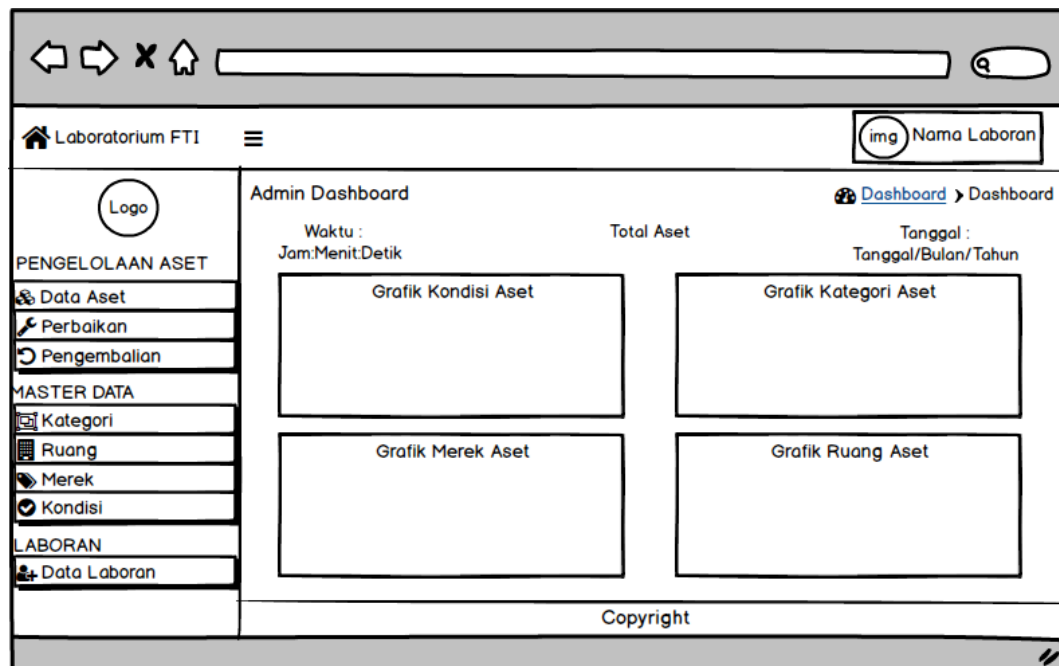 Laboratorium FTI
img Nama Laboran
Logo
PENGELOLAAN ASET
Data Aset
Perbaikan
Pengembalian
MASTER DATA
Kategori
Ruang
Merek
Kondisi
LABORAN
Data Laboran
Admin Dashboard
Dashboard Dashboard
Waktu :
Jam:Menit:Detik
Total Aset
Tanggal :
Tanggal/Bulan/Tahun
Grafik Kondisi Aset
Grafik Kategori Aset
Grafik Merek Aset
Grafik Ruang Aset
Copyright